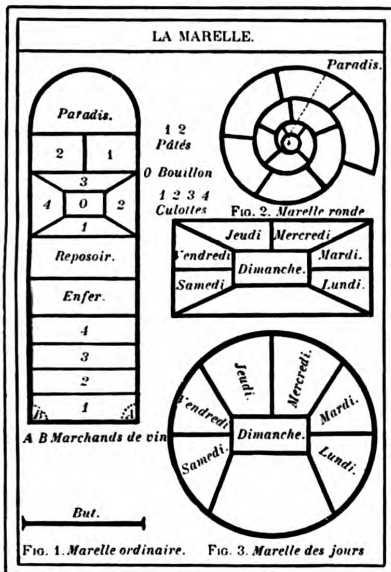 LA MARELLE.
Paradis.
2 1
3
4 0 2
1
Reposoir.
Enfer.
4
3
2
B 1 A
A B Marchands de vin
But.
FIG. 1. Marelle ordinaire.
1 2
Pâtés
0 Bouillon
1 2 3 4
Culottes
Paradis.
FIG. 2. Marelle ronde
Jeudi Mercredi
Vendredi Mardi.
Dimanche.
Samedi Lundi.
Jeudi. Mercredi.
Vendredi Mardi.
Dimanche.
Samedi. Lundi.
FIG. 3. Marelle des jours